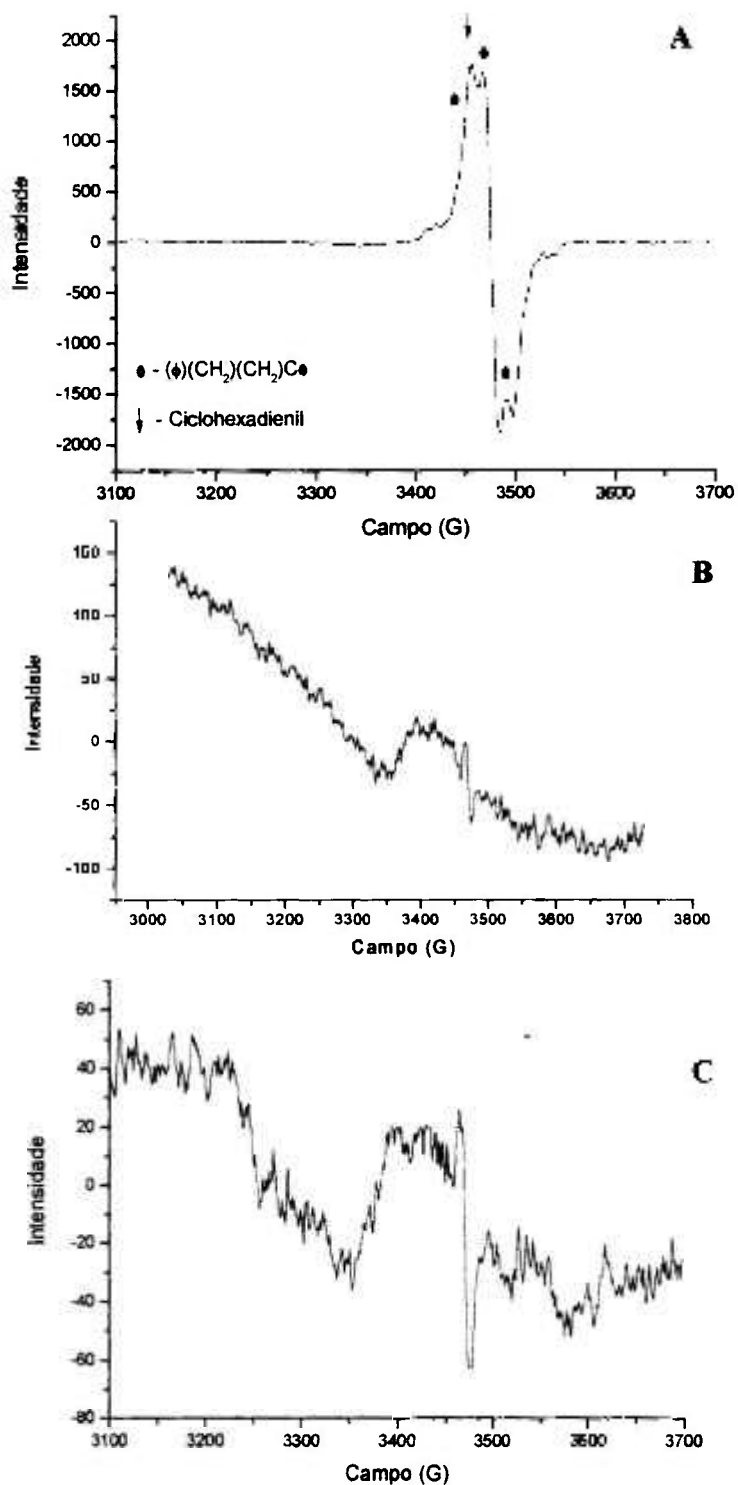 A
2000
1500
1000
500
0
-500
-1000
-1500
-2000
Intensidade
- (ϕ)(CH₂)(CH₂)C●
- Ciclohexadienil
3100 3200 3300 3400 3500 3600 3700
Campo (G)
B
150
100
50
0
-50
-100
Intensidade
3000 3100 3200 3300 3400 3500 3600 3700 3800
Campo (G)
C
60
40
20
0
-20
-40
-60
-80
Intensidade
3100 3200 3300 3400 3500 3600 3700
Campo (G)